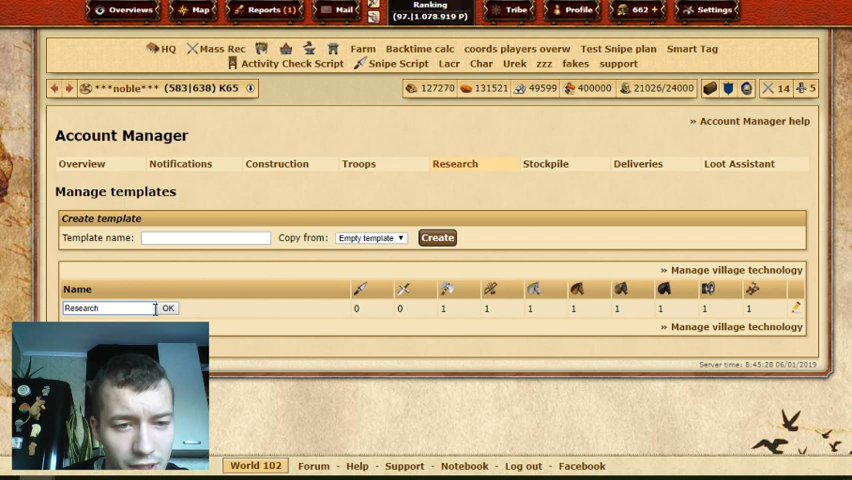 Overviews Map Reports (1) Mail Ranking Tribe Profile 662 Settings
(97.|1.078.919 P)
HQ Mass Rec Farm Backtime calc coords players overw Test Snipe plan Smart Tag
Activity Check Script Snipe Script Lacr Char Urek zzz fakes support
***noble*** (583|638) K65 127270 131521 49599 400000 21026/24000 14 5
» Account Manager help
Account Manager
Overview Notifications Construction Troops Research Stockpile Deliveries Loot Assistant
Manage templates
Create template
Template name: Copy from: Empty template Create
» Manage village technology
Name
Research OK 0 0 1 1 1 1 1 1 1 1
» Manage village technology
Server time: 8:45:28 06/01/2019
World 102 Forum - Help - Support - Notebook - Log out - Facebook